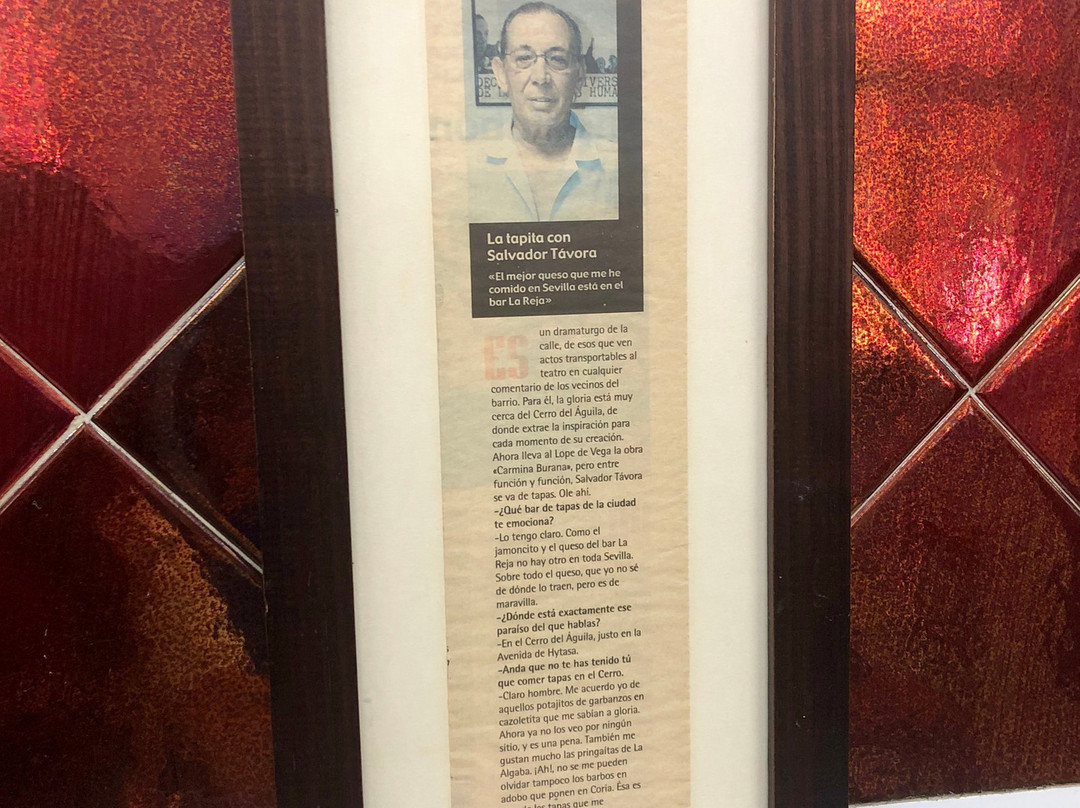 DEC VERS
DE HUMA
La tapita con
Salvador Távora
«El mejor queso que me he
comido en Sevilla está en el
bar La Reja»
ES un dramaturgo de la
calle, de esos que ven
actos transportables al
teatro en cualquier
comentario de los vecinos del
barrio. Para él, la gloria está muy
cerca del Cerro del Águila, de
donde extrae la inspiración para
cada momento de su creación.
Ahora lleva al Lope de Vega la obra
«Carmina Burana», pero entre
función y función, Salvador Távora
se va de tapas. Ole ahí.
-¿Qué bar de tapas de la ciudad
te emociona?
-Lo tengo claro. Como el
jamoncito y el queso del bar La
Reja no hay otro en toda Sevilla.
Sobre todo el queso, que yo no sé
de dónde lo traen, pero es de
maravilla.
-¿Dónde está exactamente ese
paraíso del que hablas?
-En el Cerro del Águila, justo en la
Avenida de Hytasa.
-Anda que no te has tenido tú
que comer tapas en el Cerro.
-Claro hombre. Me acuerdo yo de
aquellos potajitos de garbanzos en
cazoletita que me sabían a gloria.
Ahora ya no los veo por ningún
sitio, y es una pena. También me
gustan mucho las pringaitas de La
Algaba. ¡Ah!, no se me pueden
olvidar tampoco los barbos en
adobo que ponen en Coria. Ésa es
las tapas que me